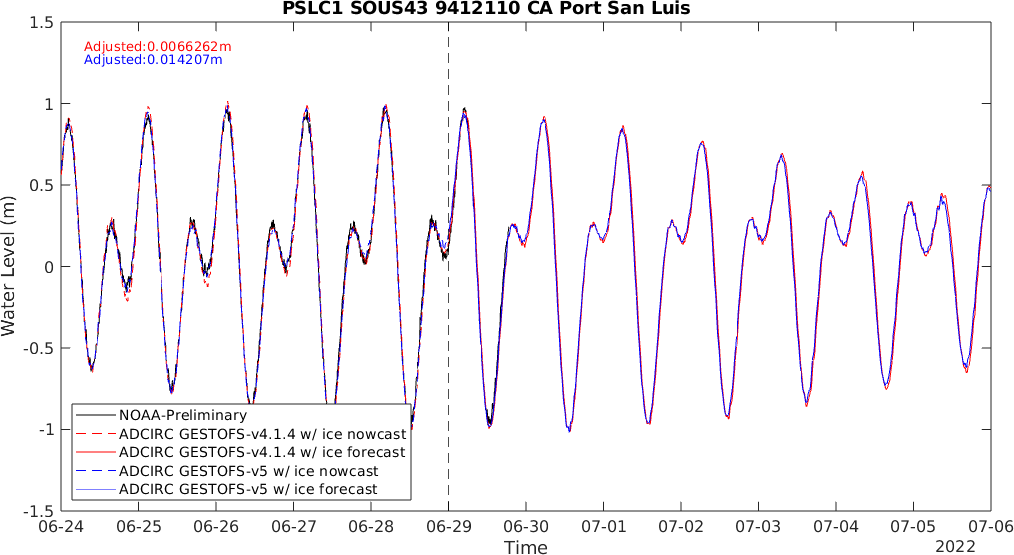 PSLC1 SOUS43 9412110 CA Port San Luis
1.5
Adjusted:0.0066262m
Adjusted:0.014207m
1
0.5
0
-0.5
-1
-1.5
Water Level (m)
NOAA-Preliminary
ADCIRC GESTOFS-v4.1.4 w/ ice nowcast
ADCIRC GESTOFS-v4.1.4 w/ ice forecast
ADCIRC GESTOFS-v5 w/ ice nowcast
ADCIRC GESTOFS-v5 w/ ice forecast
06-24 06-25 06-26 06-27 06-28 06-29 06-30 07-01 07-02 07-03 07-04 07-05 07-06
Time
2022